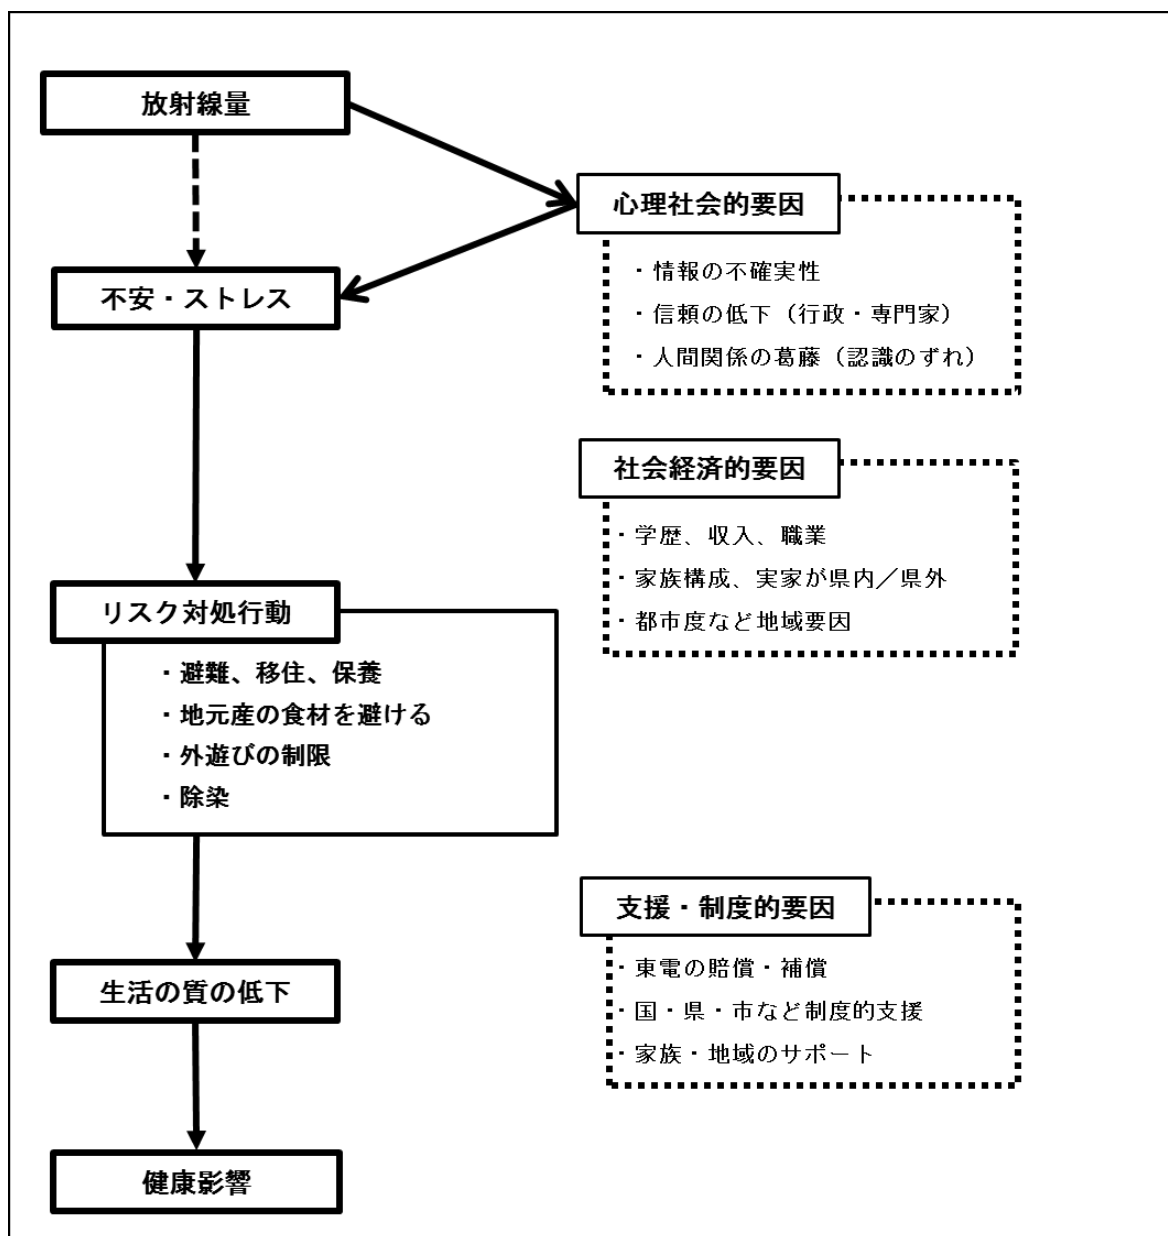 放射線量
心理社会的要因
・情報の不確実性
・信頼の低下（行政・専門家）
・人間関係の葛藤（認識のずれ）
不安・ストレス
社会経済的要因
・学歴、収入、職業
・家族構成、実家が県内／県外
・都市度など地域要因
リスク対処行動
・避難、移住、保養
・地元産の食材を避ける
・外遊びの制限
・除染
支援・制度的要因
・東電の賠償・補償
・国・県・市など制度的支援
・家族・地域のサポート
生活の質の低下
健康影響